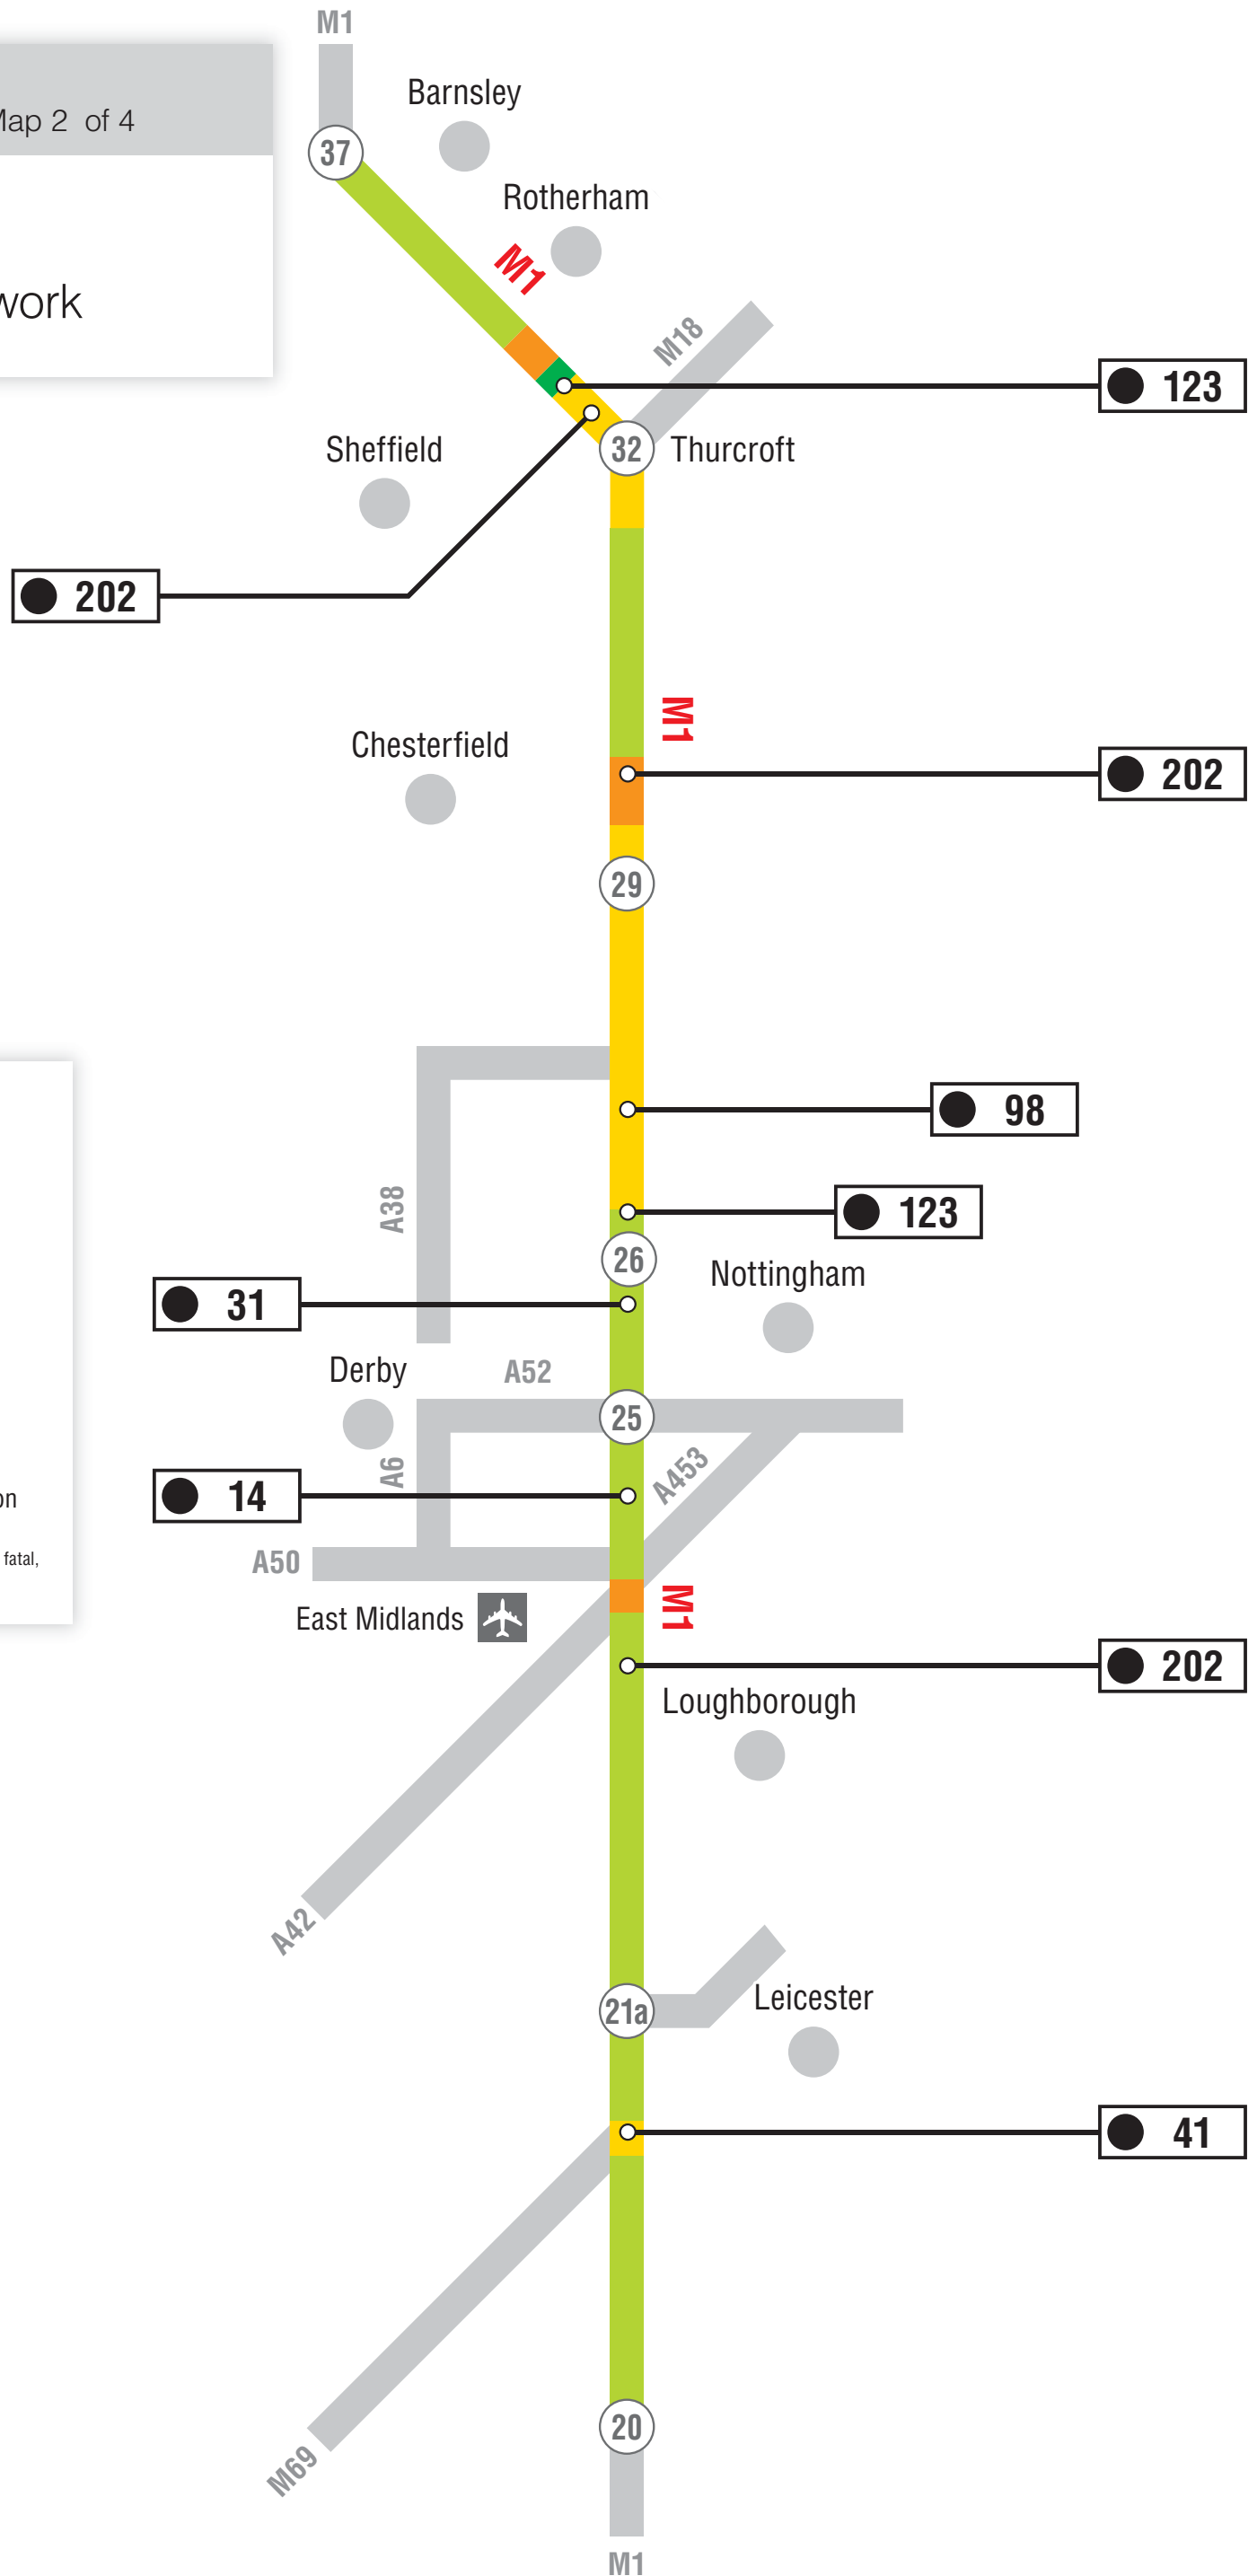 M1
Map 2 of 4
Barnsley
37
Rotherham
M1
work
M18
123
Sheffield
32
Thurcroft
202
M1
Chesterfield
202
29
98
A38
123
26
Nottingham
31
Derby
A52
25
A6
A453
14
on
fatal,
A50
East Midlands
M1
202
Loughborough
A42
Leicester
21a
41
20
M69
M1